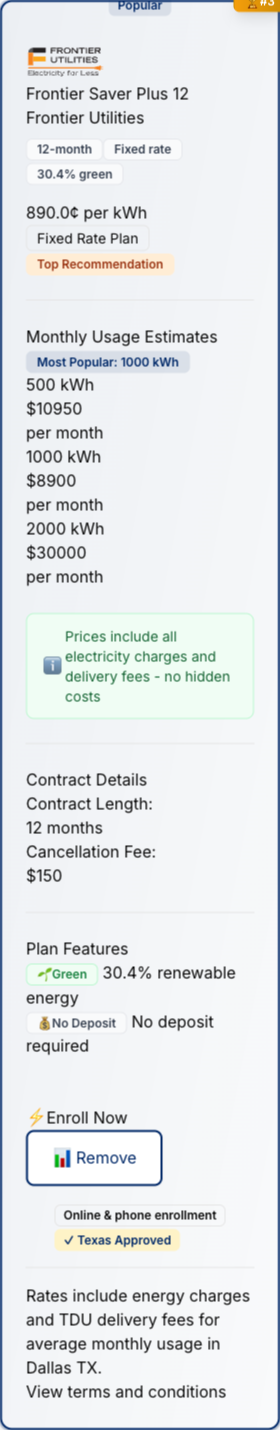 Popular
#3
FRONTIER
UTILITIES
Electricity for Less
Frontier Saver Plus 12
Frontier Utilities
12-month Fixed rate
30.4% green
890.0¢ per kWh
Fixed Rate Plan
Top Recommendation
Monthly Usage Estimates
Most Popular: 1000 kWh
500 kWh
$10950
per month
1000 kWh
$8900
per month
2000 kWh
$30000
per month
Prices include all
electricity charges and
delivery fees - no hidden
costs
Contract Details
Contract Length:
12 months
Cancellation Fee:
$150
Plan Features
🌱Green 30.4% renewable
energy
💰No Deposit No deposit
required
⚡Enroll Now
📊 Remove
Online & phone enrollment
✓ Texas Approved
Rates include energy charges
and TDU delivery fees for
average monthly usage in
Dallas TX.
View terms and conditions